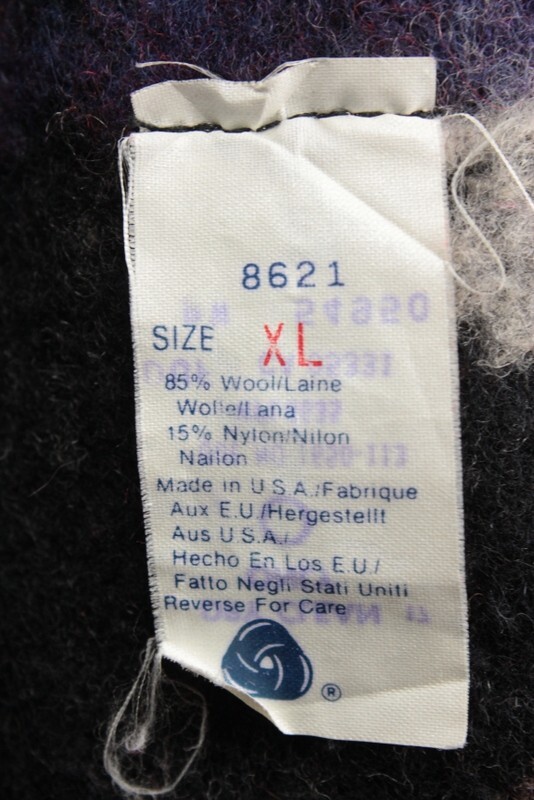 8621
SIZE XL
85% Wool/Laine
Wolle/Lana
15% Nylon/Nilon
Nailon
Made in U.S.A./Fabrique
Aux E.U./Hergestellt
Aus U.S.A./
Hecho En Los E.U./
Fatto Negli Stati Uniti
Reverse For Care
®